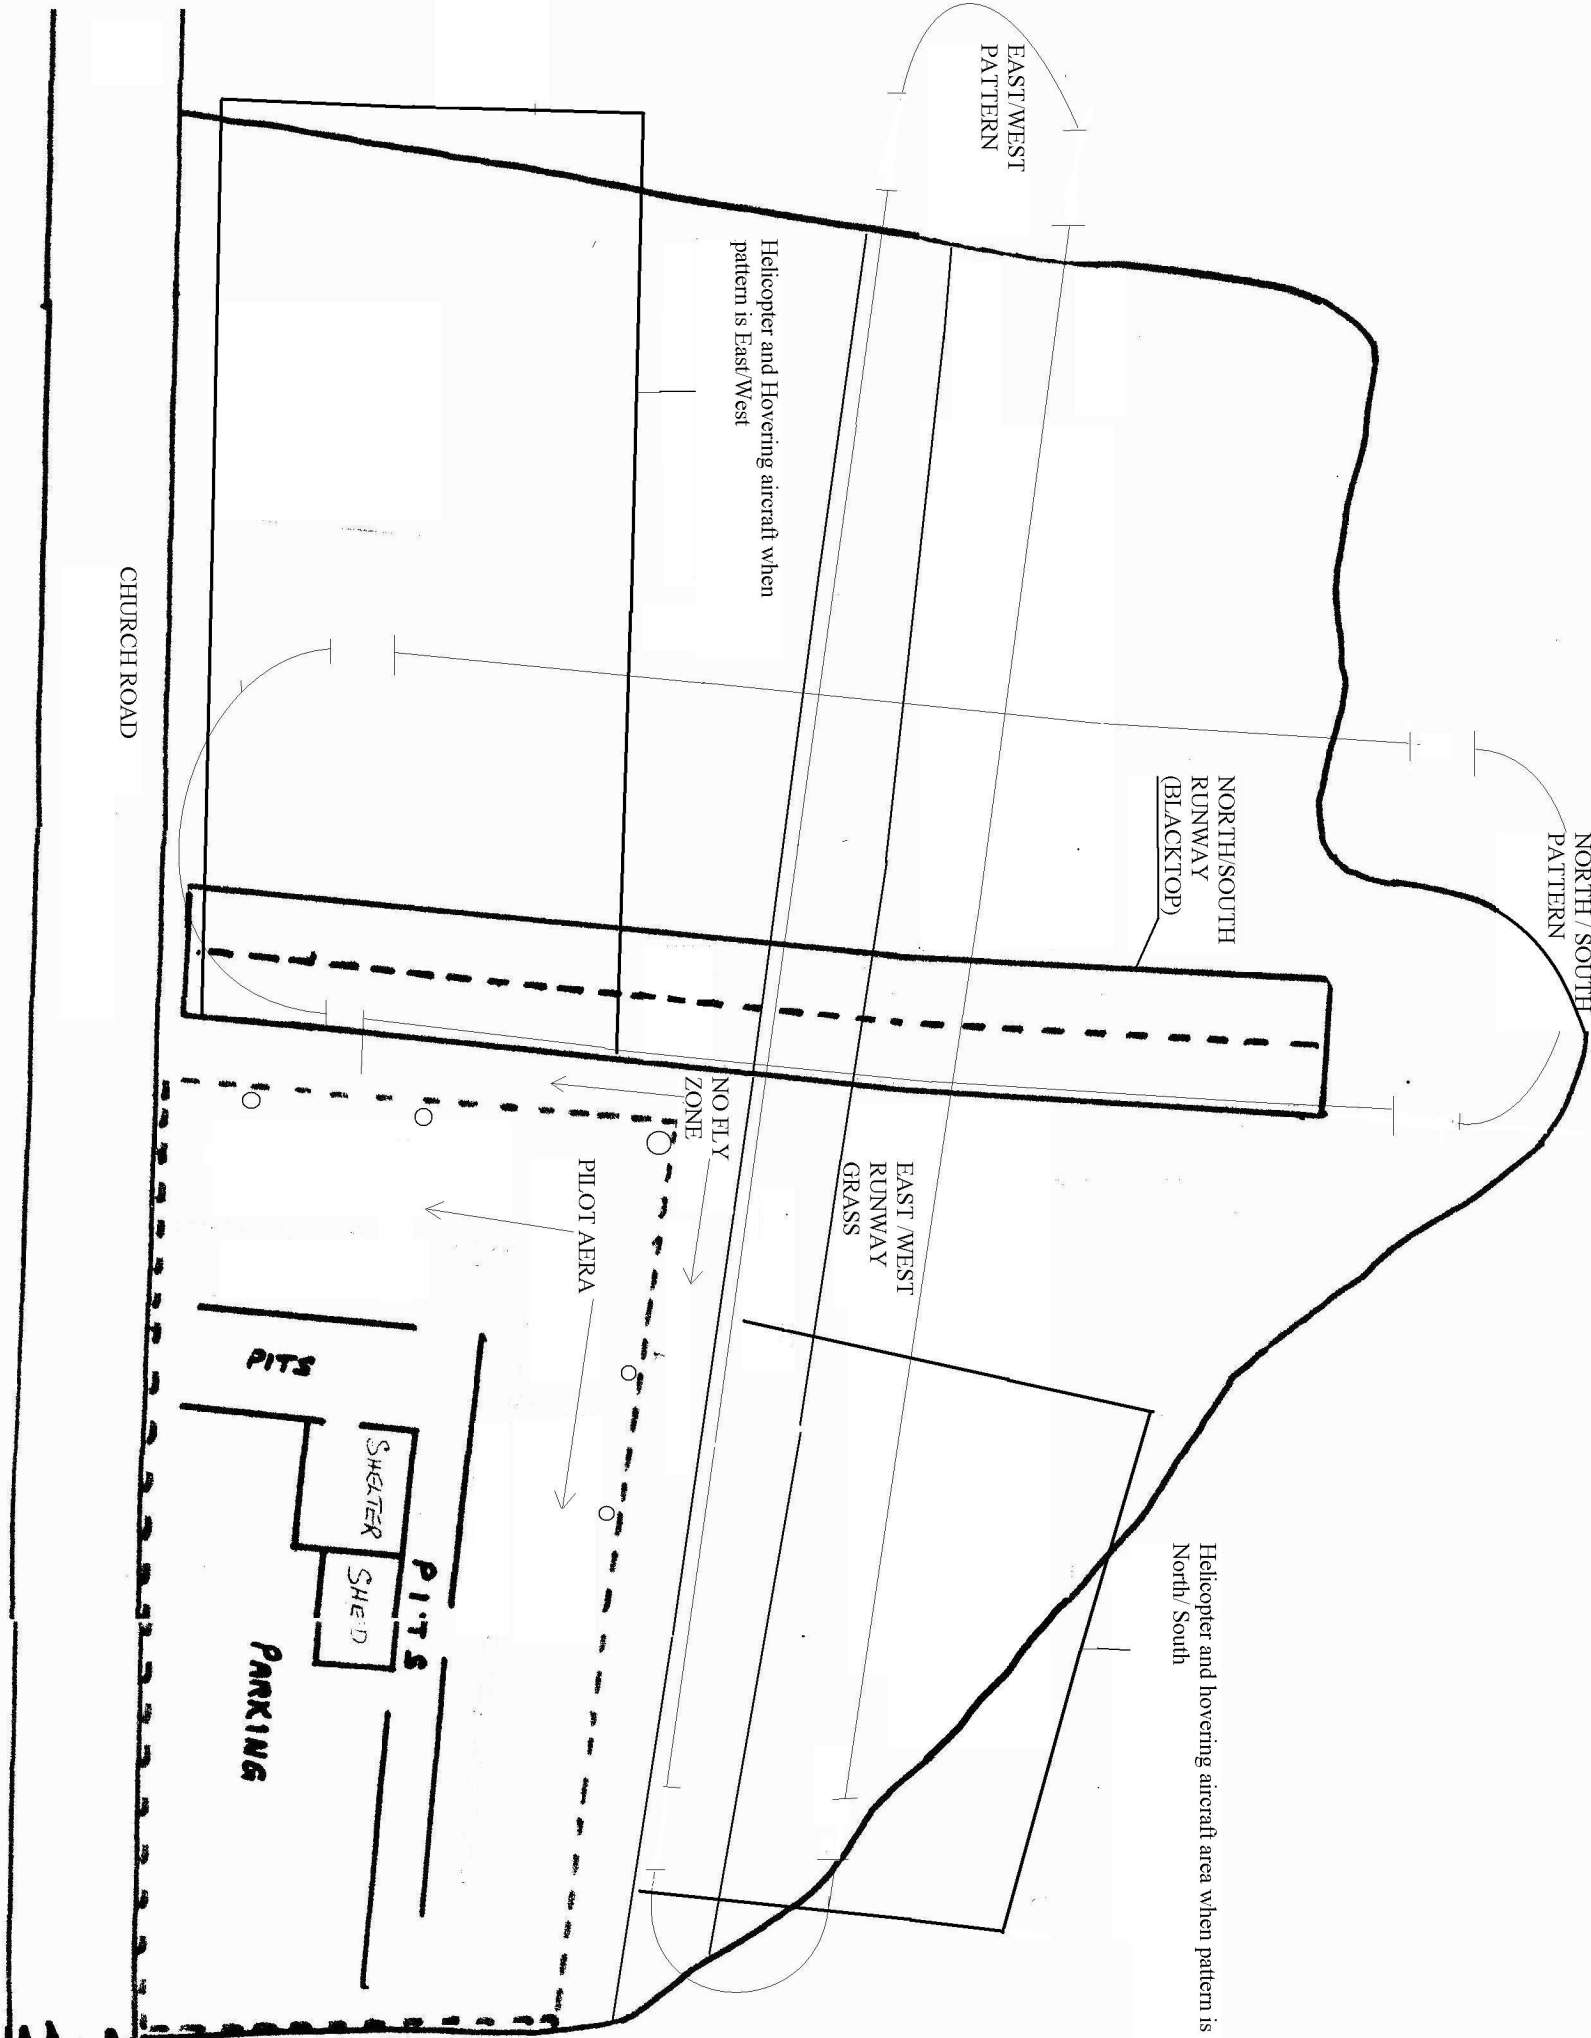 EAST/WEST
PATTERN
Helicopter and Hovering aircraft when
pattern is East/West
CHURCH ROAD
NORTH / SOUTH
PATTERN
NORTH/SOUTH
RUNWAY
(BLACKTOP)
NO FLY
ZONE
PILOT AERA
EAST /WEST
RUNWAY
GRASS
PITS
SHELTER
SHED
PITS
PARKING
Helicopter and hovering aircraft area when pattern is
North/ South